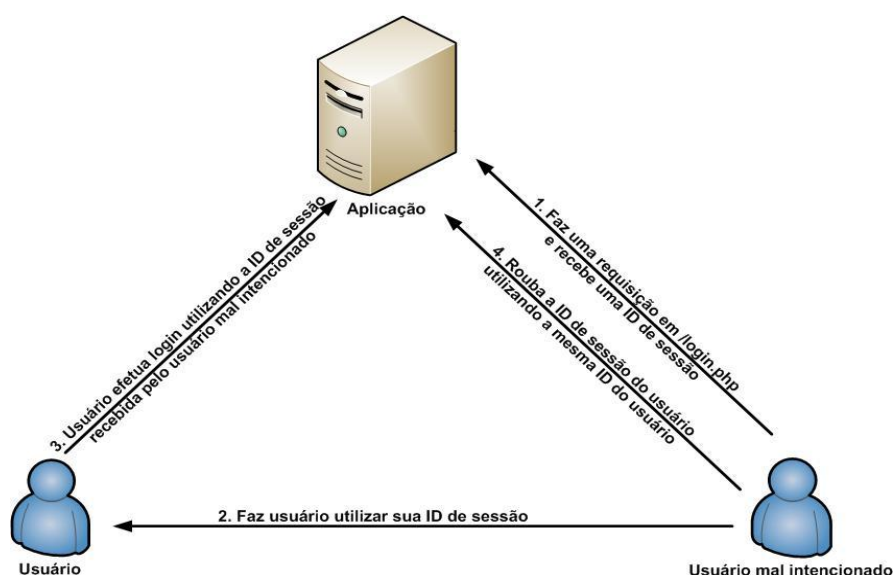 Aplicação
1. Faz uma requisição em /login.php
e recebe uma ID de sessão
4. Rouba a ID de sessão do usuário
utilizando a mesma ID do usuário
3. Usuário efetua login utilizando a ID de sessão
recebida pelo usuário mal intencionado
2. Faz usuário utilizar sua ID de sessão
Usuário
Usuário mal intencionado